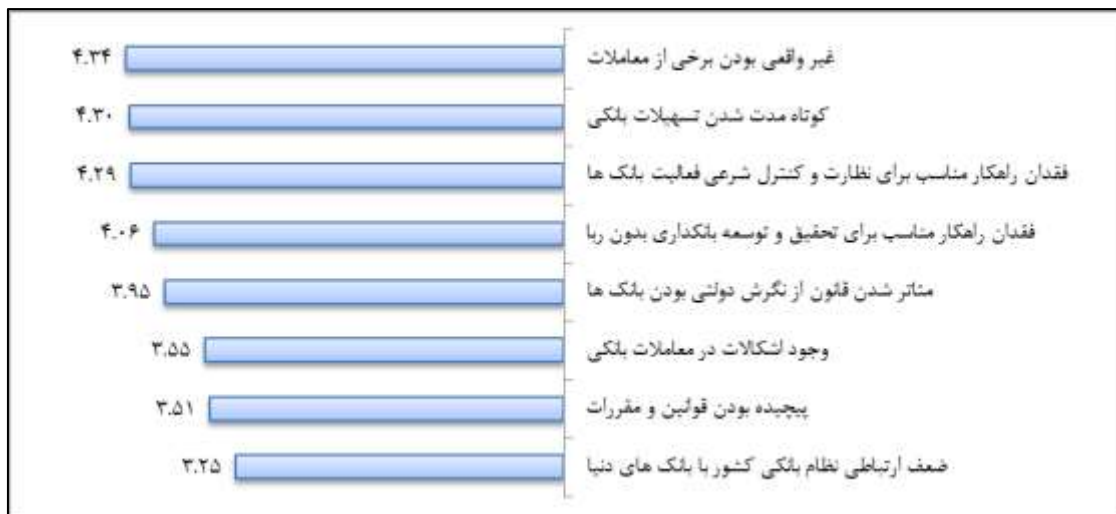 غیر واقعی بودن برخی از معاملات ۴.۳۴
کوتاه مدت شدن تسهیلات بانکی ۴.۳۰
فقدان راهکار مناسب برای نظارت و کنترل شرعی فعالیت بانک ها ۴.۲۹
فقدان راهکار مناسب برای تحقیق و توسعه بانکداری بدون ربا ۴.۰۶
متاثر شدن قانون از نگرش دولتی بودن بانک ها ۳.۹۵
وجود اشکالات در معاملات بانکی ۳.۵۵
پیچیده بودن قوانین و مقررات ۳.۵۱
ضعف ارتباطی نظام بانکی کشور با بانک های دنیا ۳.۲۵